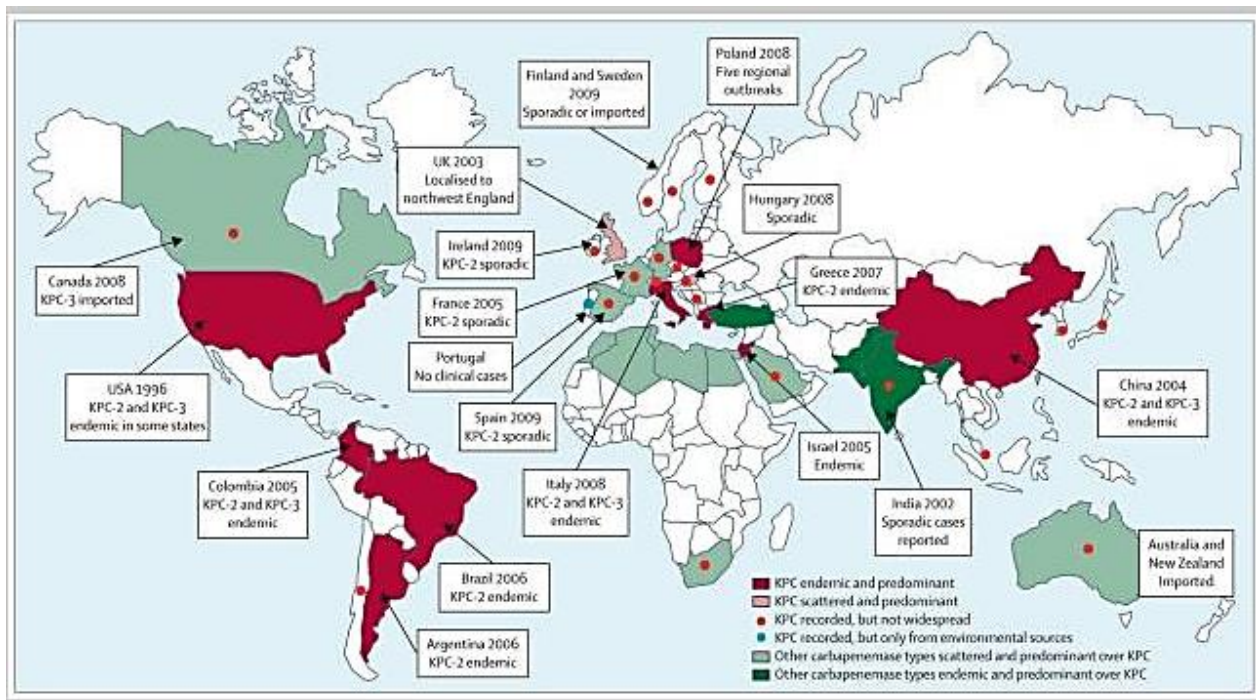 Poland 2008
Five regional
outbreaks
Finland and Sweden
2009
Sporadic or imported
UK 2003
Localised to
northwest England
Hungary 2008
Sporadic
Ireland 2009
KPC-2 sporadic
Canada 2008
KPC-3 imported
Greece 2007
KPC-2 endemic
France 2005
KPC-2 sporadic
Portugal
No clinical cases
USA 1996
KPC-2 and KPC-3
endemic in some states
China 2004
KPC-2 and KPC-3
endemic
Spain 2009
KPC-2 sporadic
Israel 2005
Endemic
Colombia 2005
KPC-2 and KPC-3
endemic
Italy 2008
KPC-2 and KPC-3
endemic
India 2002
Sporadic cases
reported
Australia and
New Zealand
Imported
Brazil 2006
KPC-2 endemic
Argentina 2006
KPC-2 endemic
KPC endemic and predominant
KPC scattered and predominant
KPC recorded, but not widespread
KPC recorded, but only from environmental sources
Other carbapenemase types scattered and predominant over KPC
Other carbapenemase types endemic and predominant over KPC